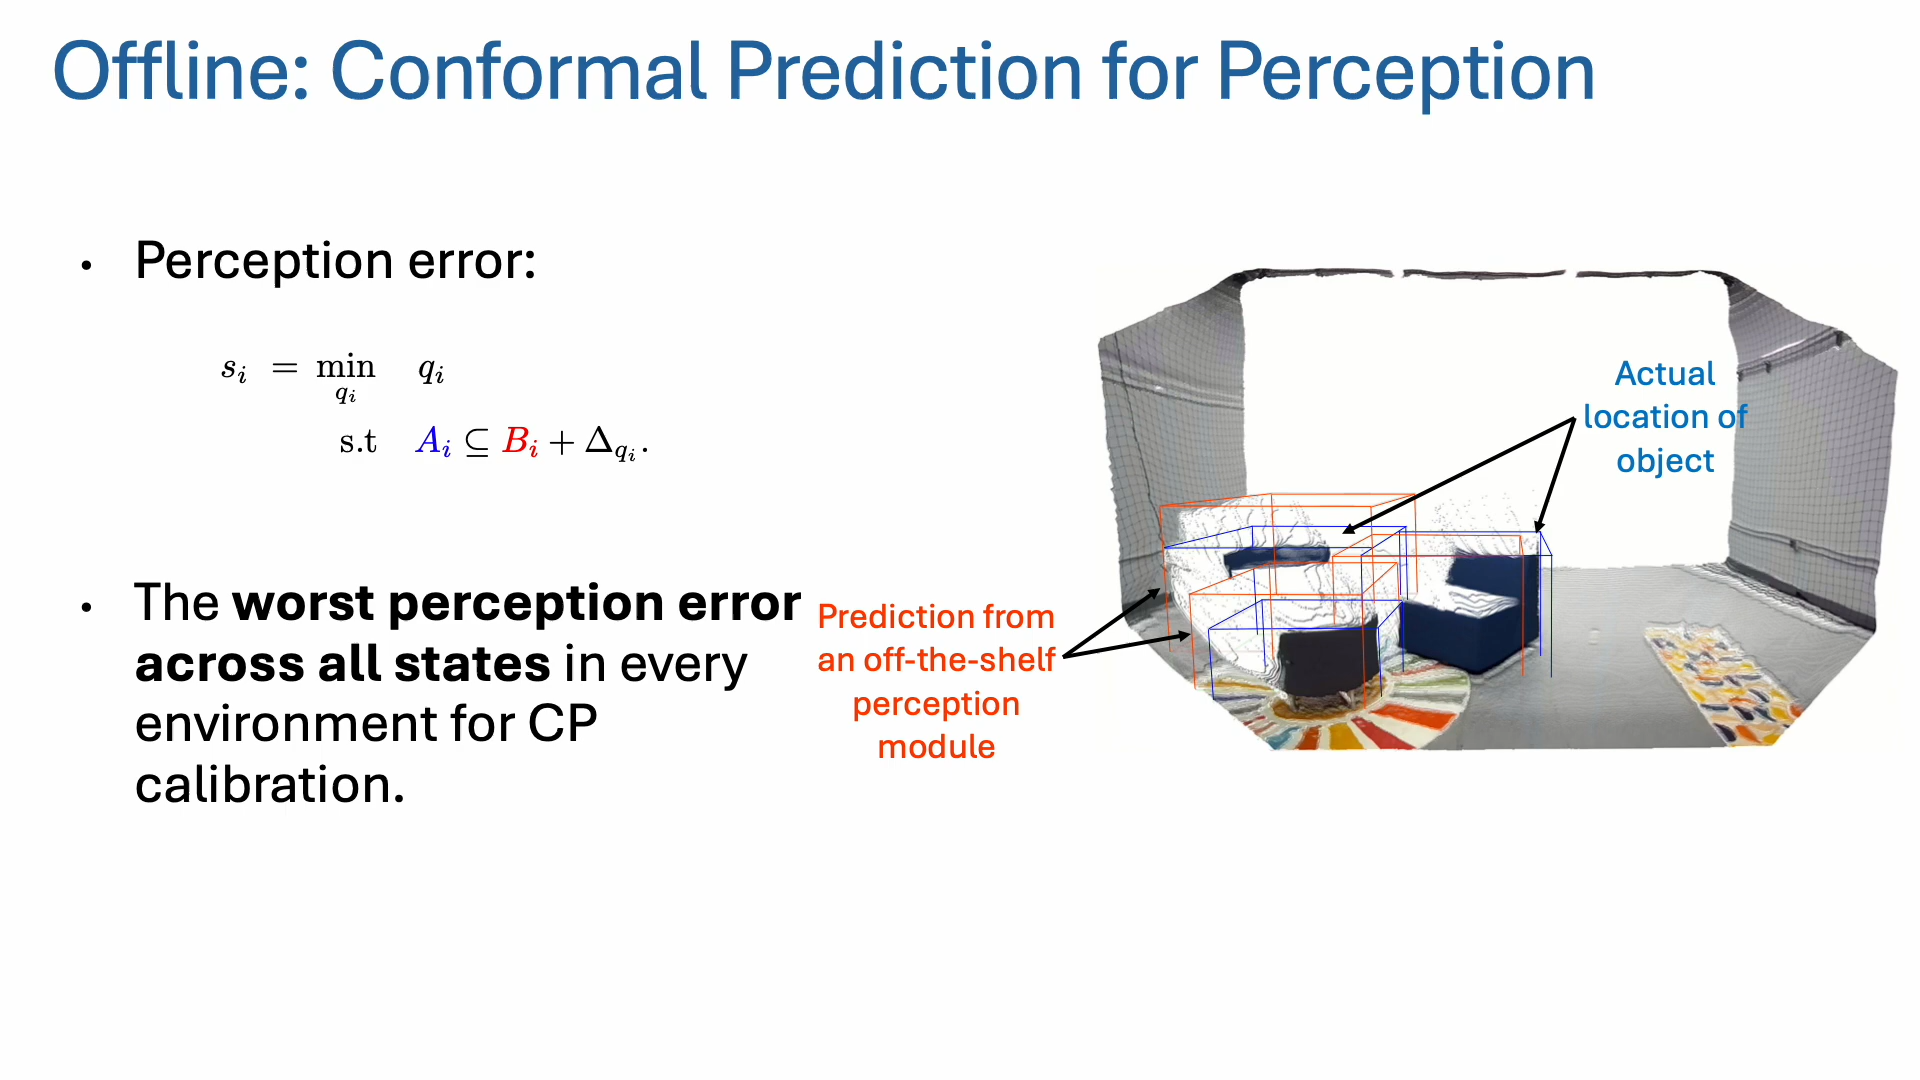 Offline: Conformal Prediction for Perception
• Perception error:
s_i = min_{q_i} q_i
s.t A_i ⊆ B_i + Δ_{q_i}.
• The worst perception error
across all states in every
environment for CP
calibration.
Prediction from
an off-the-shelf
perception
module
Actual
location of
object